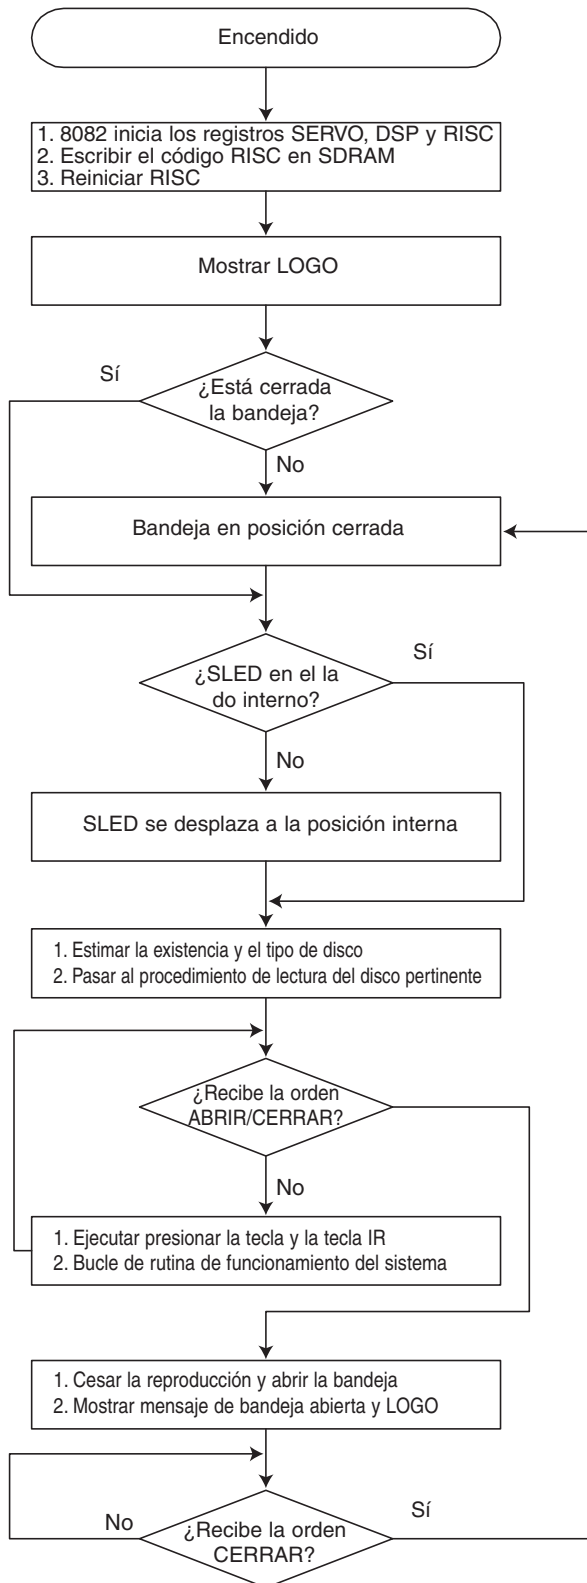 Encendido
1. 8082 inicia los registros SERVO, DSP y RISC
2. Escribir el código RISC en SDRAM
3. Reiniciar RISC
Mostrar LOGO
Sí
¿Está cerrada
la bandeja?
No
Bandeja en posición cerrada
Sí
¿SLED en el la
do interno?
No
SLED se desplaza a la posición interna
1. Estimar la existencia y el tipo de disco
2. Pasar al procedimiento de lectura del disco pertinente
¿Recibe la orden
ABRIR/CERRAR?
No
1. Ejecutar presionar la tecla y la tecla IR
2. Bucle de rutina de funcionamiento del sistema
1. Cesar la reproducción y abrir la bandeja
2. Mostrar mensaje de bandeja abierta y LOGO
No
¿Recibe la orden
CERRAR?
Sí